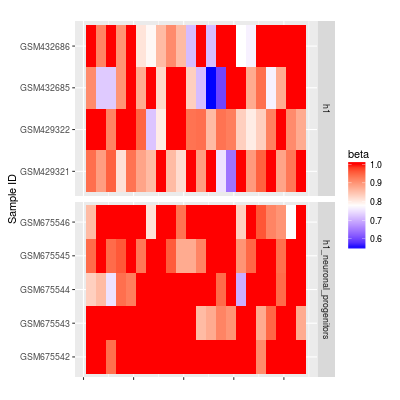 Sample ID
GSM432686
GSM432685
GSM429322
GSM429321
h1
GSM675546
GSM675545
GSM675544
GSM675543
GSM675542
h1_neuronal_progenitors
beta
1.0
0.9
0.8
0.7
0.6